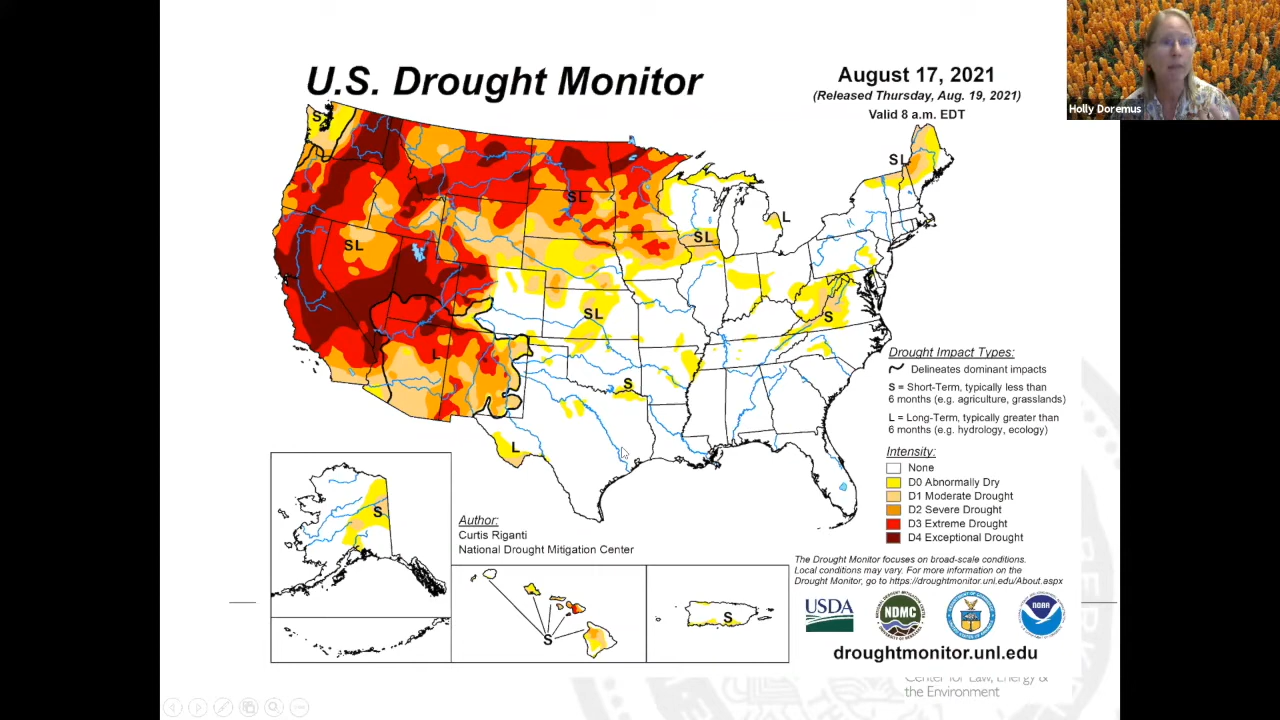 U.S. Drought Monitor
August 17, 2021
(Released Thursday, Aug. 19, 2021)
Valid 8 a.m. EDT
Holly Doremus
S
SL
SL
SL
L
SL
SL
S
L
S
L
S
S
S
Drought Impact Types:
Delineates dominant impacts
S = Short-Term, typically less than
6 months (e.g. agriculture, grasslands)
L = Long-Term, typically greater than
6 months (e.g. hydrology, ecology)
Intensity:
None
D0 Abnormally Dry
D1 Moderate Drought
D2 Severe Drought
D3 Extreme Drought
D4 Exceptional Drought
Author:
Curtis Riganti
National Drought Mitigation Center
The Drought Monitor focuses on broad-scale conditions.
Local conditions may vary. For more information on the
Drought Monitor, go to https://droughtmonitor.unl.edu/About.aspx
USDA
NDMC
NOAA
droughtmonitor.unl.edu
Center for Law, Energy &
the Environment